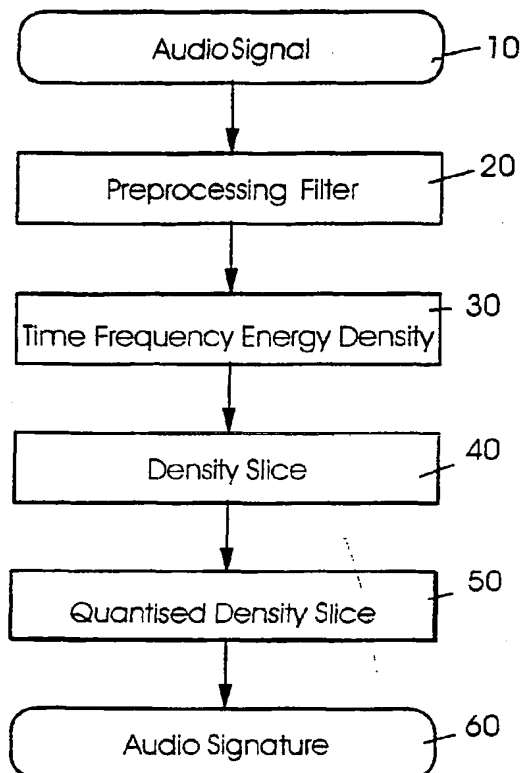 Audio Signal
10
Preprocessing Filter
20
Time Frequency Energy Density
30
Density Slice
40
Quantised Density Slice
50
Audio Signature
60